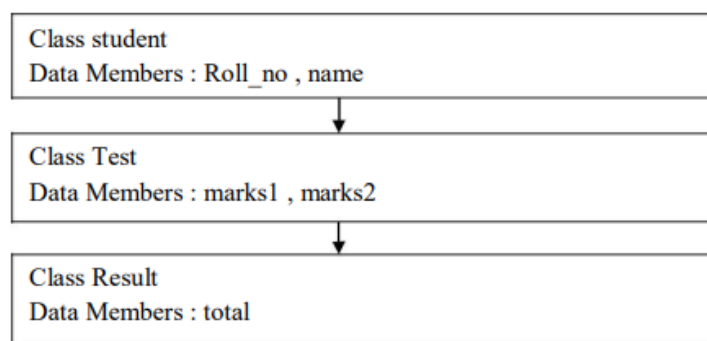 Class student
Data Members : Roll_no , name
Class Test
Data Members : marks1 , marks2
Class Result
Data Members : total